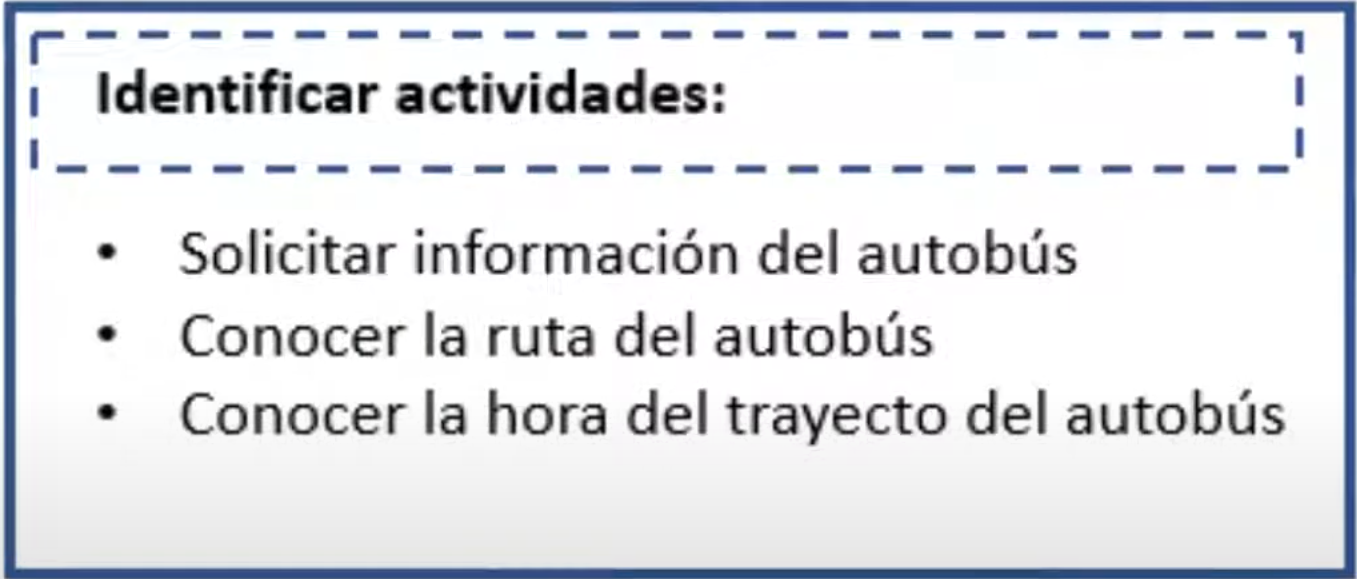 Identificar actividades:
• Solicitar información del autobús
• Conocer la ruta del autobús
• Conocer la hora del trayecto del autobús